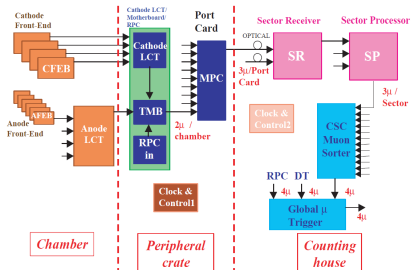 Cathode
Front-End
CFEB
Anode
Front-End
AFEB
Anode
LCT
Cathode LCT/
Motherboard/
RPC
Cathode
LCT
TMB
RPC
in
2μ /
chamber
Port
Card
MPC
Clock &
Control1
OPTICAL
3μ/Port
Card
Sector Receiver
SR
Sector Processor
SP
3μ /
Sector
Clock &
Control2
CSC
Muon
Sorter
RPC DT
4μ 4μ 4μ 4μ
Global μ
Trigger
4μ
Chamber
Peripheral
crate
Counting
house